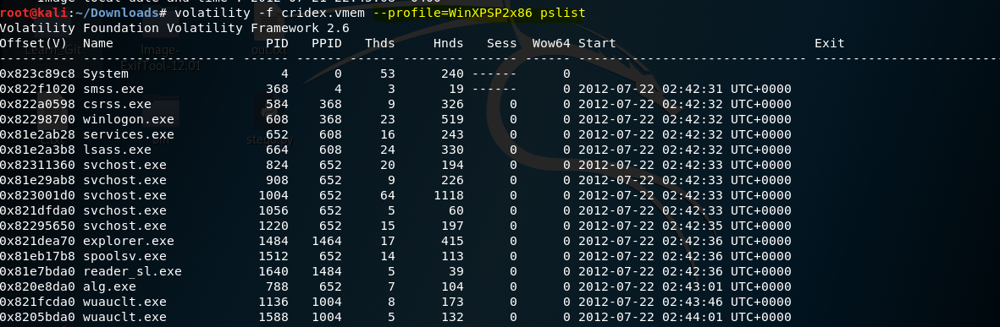 root@kali:~/Downloads# volatility -f cridex.vmem --profile=WinXPSP2x86 pslist
Volatility Foundation Volatility Framework 2.6
Offset(V)  Name                    PID   PPID   Thds     Hnds   Sess  Wow64 Start                          Exit
---------- -------------------- ------ ------ ------ -------- ------ ------ ------------------------------ ------------------------------
0x823c89c8 System                    4      0     53      240 ------      0
0x822f1020 smss.exe                368      4      3       19 ------      0 2012-07-22 02:42:31 UTC+0000
0x822a0598 csrss.exe               584    368      9      326      0      0 2012-07-22 02:42:32 UTC+0000
0x82298700 winlogon.exe            608    368     23      519      0      0 2012-07-22 02:42:32 UTC+0000
0x81e2ab28 services.exe            652    608     16      243      0      0 2012-07-22 02:42:32 UTC+0000
0x81e2a3b8 lsass.exe               664    608     24      330      0      0 2012-07-22 02:42:32 UTC+0000
0x82311360 svchost.exe             824    652     20      194      0      0 2012-07-22 02:42:33 UTC+0000
0x81e29ab8 svchost.exe             908    652      9      226      0      0 2012-07-22 02:42:33 UTC+0000
0x823001d0 svchost.exe            1004    652     64     1118      0      0 2012-07-22 02:42:33 UTC+0000
0x821dfda0 svchost.exe            1056    652      5       60      0      0 2012-07-22 02:42:33 UTC+0000
0x82295650 svchost.exe            1220    652     15      197      0      0 2012-07-22 02:42:35 UTC+0000
0x821dea70 explorer.exe           1484   1464     17      415      0      0 2012-07-22 02:42:36 UTC+0000
0x81eb17b8 spoolsv.exe            1512    652     14      113      0      0 2012-07-22 02:42:36 UTC+0000
0x81e7bda0 reader_sl.exe          1640   1484      5       39      0      0 2012-07-22 02:42:36 UTC+0000
0x820e8da0 alg.exe                 788    652      7      104      0      0 2012-07-22 02:43:01 UTC+0000
0x821fcda0 wuauclt.exe            1136   1004      8      173      0      0 2012-07-22 02:43:46 UTC+0000
0x8205bda0 wuauclt.exe            1588   1004      5      132      0      0 2012-07-22 02:44:01 UTC+0000
Learn_Git
Image-
ExifTool-12.01
out.txt